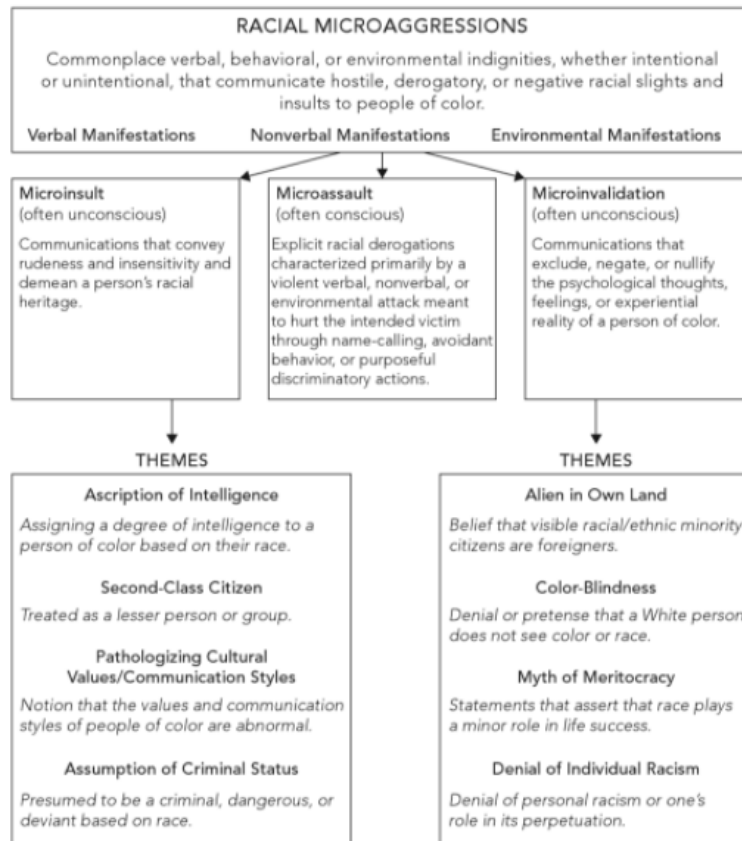 RACIAL MICROAGGRESSIONS
Commonplace verbal, behavioral, or environmental indignities, whether intentional
or unintentional, that communicate hostile, derogatory, or negative racial slights and
insults to people of color.
Verbal Manifestations Nonverbal Manifestations Environmental Manifestations
Microinsult
(often unconscious)
Communications that convey
rudeness and insensitivity and
demean a person's racial
heritage.
Microassault
(often conscious)
Explicit racial derogations
characterized primarily by a
violent verbal, nonverbal, or
environmental attack meant
to hurt the intended victim
through name-calling, avoidant
behavior, or purposeful
discriminatory actions.
Microinvalidation
(often unconscious)
Communications that
exclude, negate, or nullify
the psychological thoughts,
feelings, or experiential
reality of a person of color.
THEMES
Ascription of Intelligence
Assigning a degree of intelligence to a
person of color based on their race.
Second-Class Citizen
Treated as a lesser person or group.
Pathologizing Cultural
Values/Communication Styles
Notion that the values and communication
styles of people of color are abnormal.
Assumption of Criminal Status
Presumed to be a criminal, dangerous, or
deviant based on race.
THEMES
Alien in Own Land
Belief that visible racial/ethnic minority
citizens are foreigners.
Color-Blindness
Denial or pretense that a White person
does not see color or race.
Myth of Meritocracy
Statements that assert that race plays
a minor role in life success.
Denial of Individual Racism
Denial of personal racism or one's
role in its perpetuation.